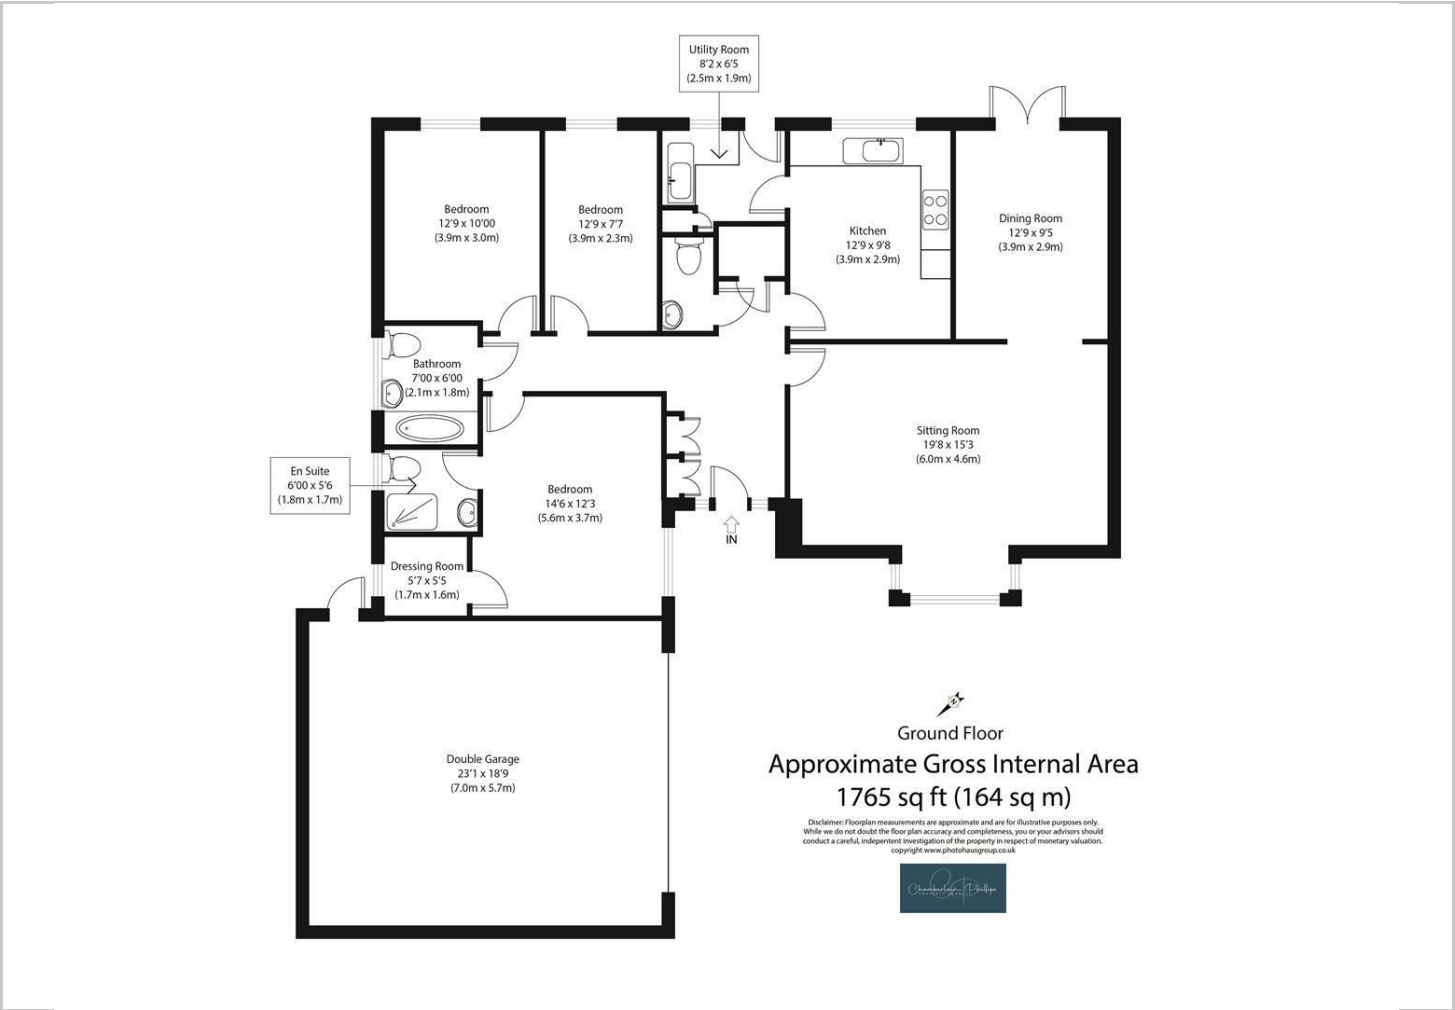 Utility Room
8'2 x 6'5
(2.5m x 1.9m)
Bedroom
12'9 x 10'00
(3.9m x 3.0m)
Bedroom
12'9 x 7'7
(3.9m x 2.3m)
Kitchen
12'9 x 9'8
(3.9m x 2.9m)
Dining Room
12'9 x 9'5
(3.9m x 2.9m)
Bathroom
7'00 x 6'00
(2.1m x 1.8m)
Sitting Room
19'8 x 15'3
(6.0m x 4.6m)
En Suite
6'00 x 5'6
(1.8m x 1.7m)
Bedroom
14'6 x 12'3
(5.6m x 3.7m)
IN
Dressing Room
5'7 x 5'5
(1.7m x 1.6m)
Double Garage
23'1 x 18'9
(7.0m x 5.7m)
N
Ground Floor
Approximate Gross Internal Area
1765 sq ft (164 sq m)
Disclaimer: Floorplan measurements are approximate and are for illustrative purposes only.
While we do not doubt the floor plan accuracy and completeness, you or your advisors should
conduct a careful, indepentent investigation of the property in respect of monetary valuation.
copyright www.photohausgroup.co.uk
Chamberlain Phillips